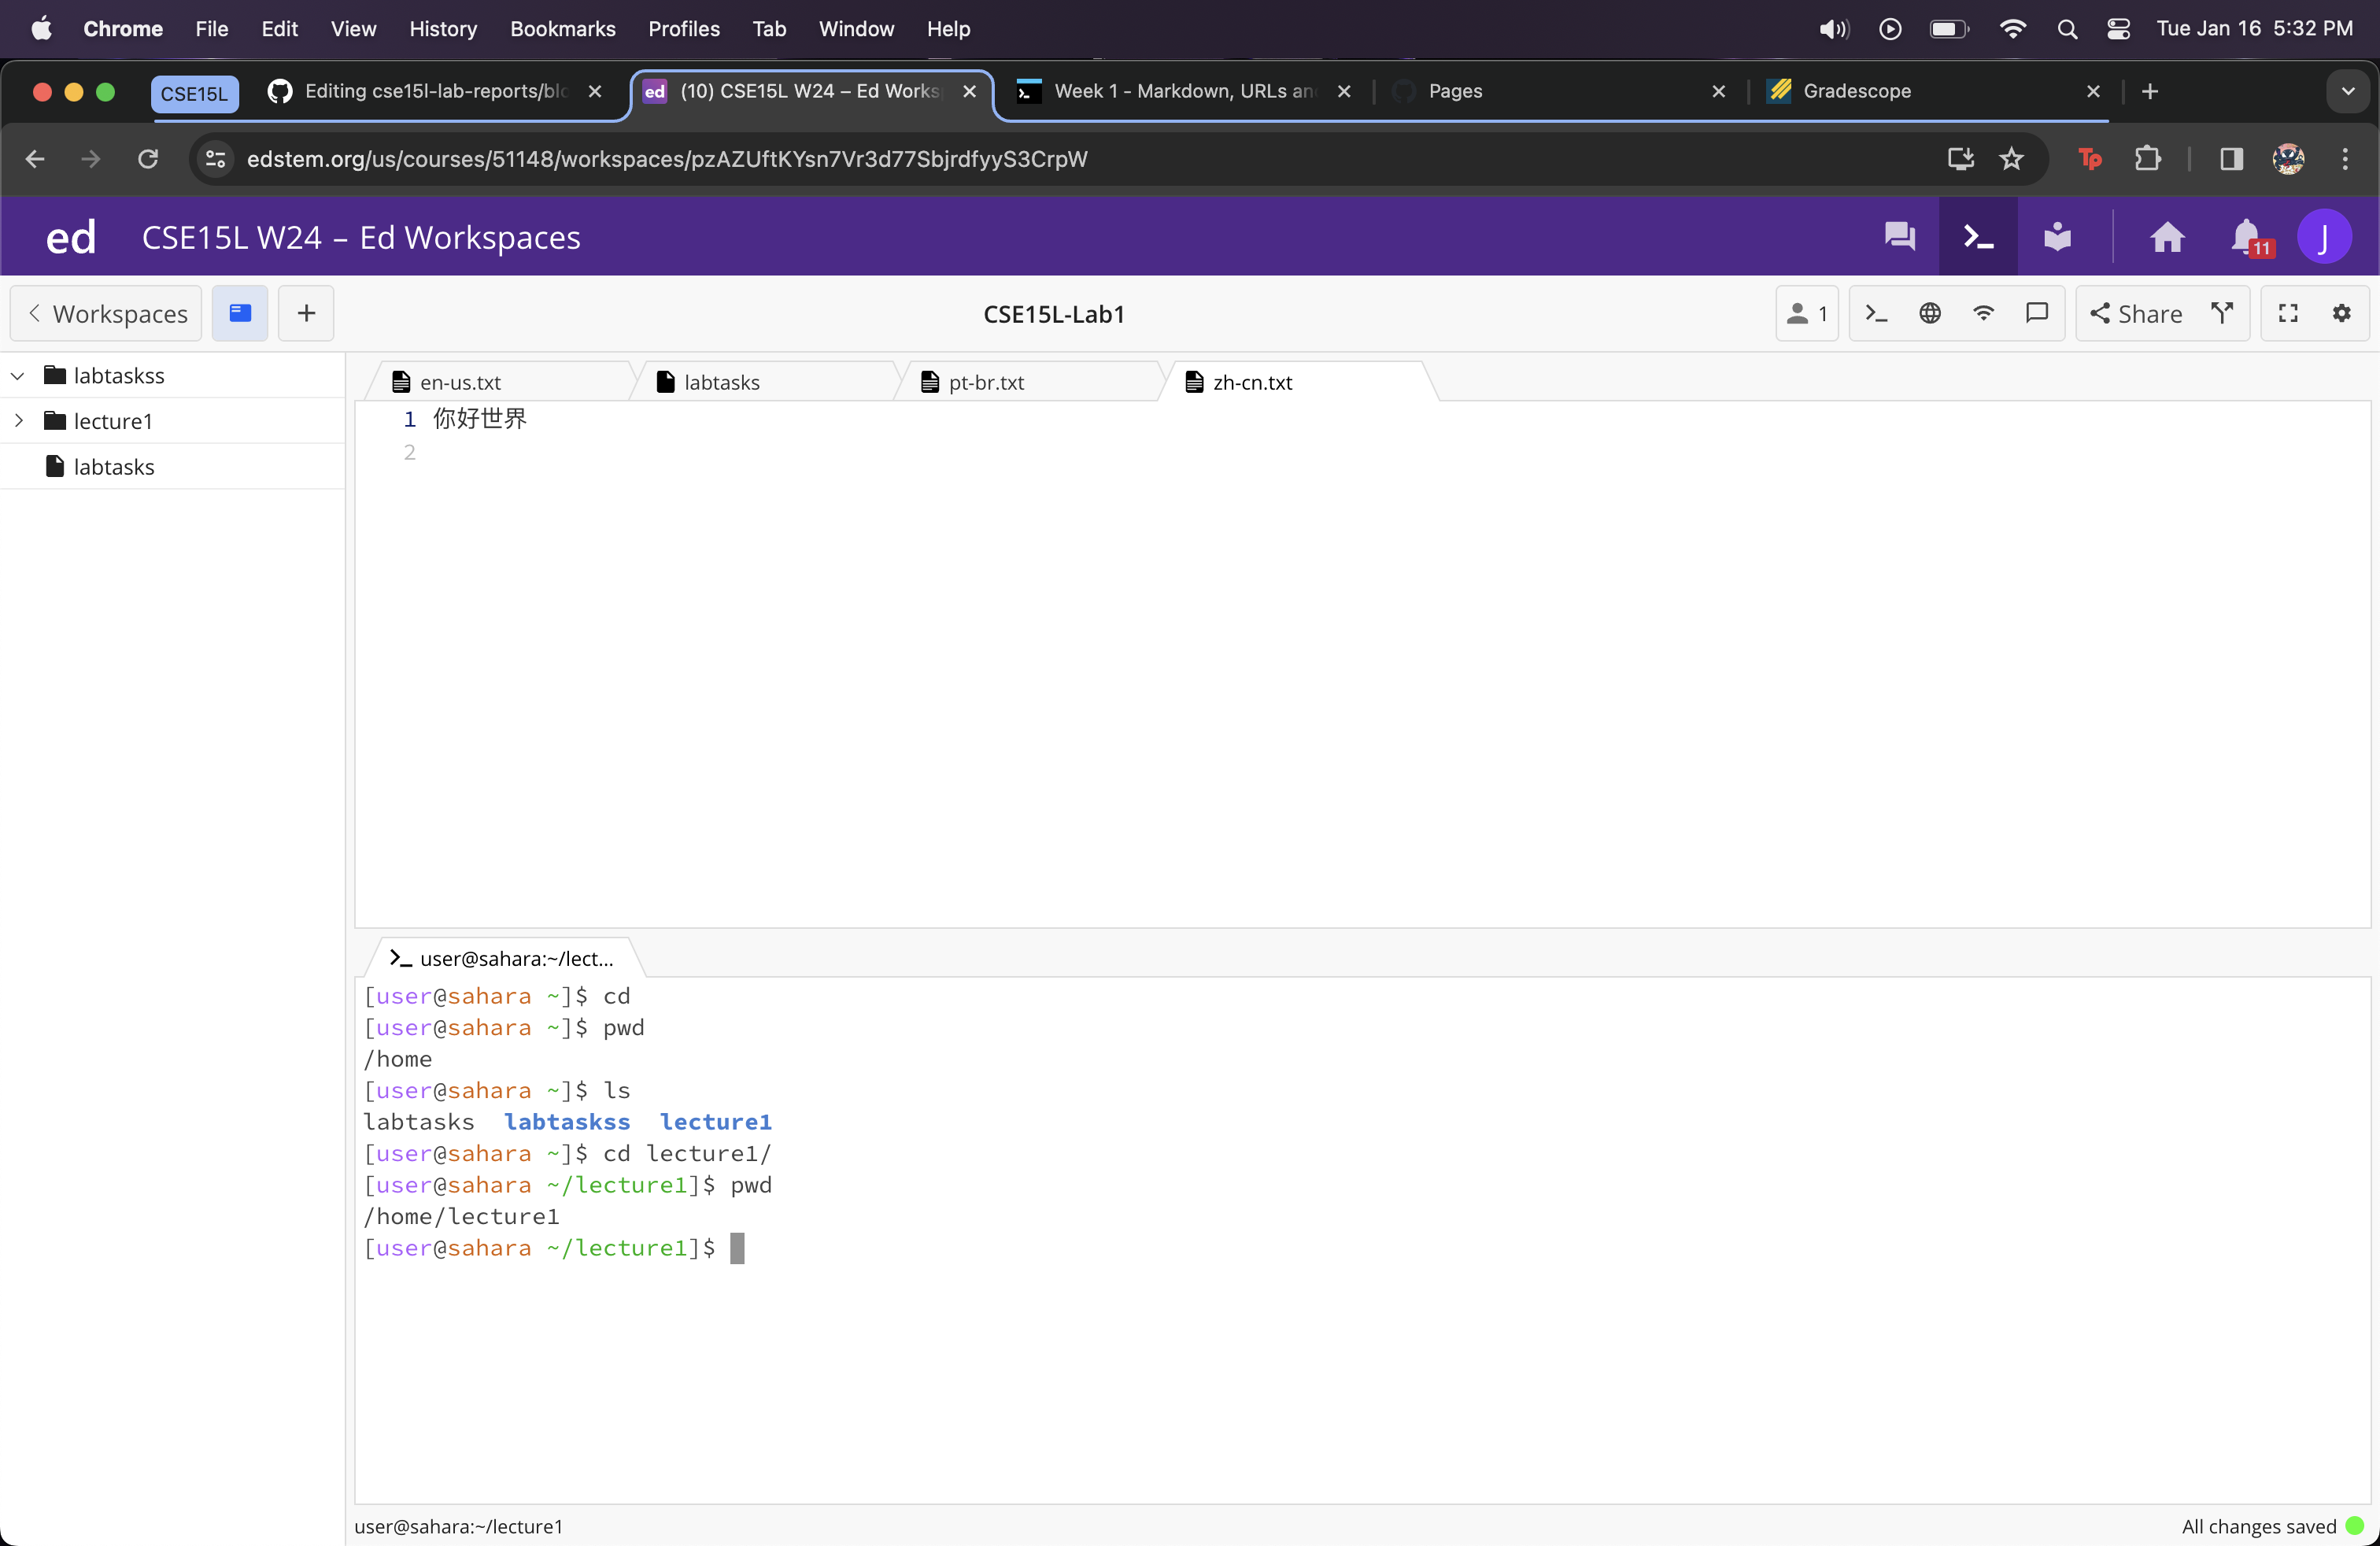 Chrome File Edit View History Bookmarks Profiles Tab Window Help Tue Jan 16 5:32 PM
CSE15L Editing cse15l-lab-reports/blo (10) CSE15L W24 – Ed Works Week 1 - Markdown, URLs an Pages Gradescope
edstem.org/us/courses/51148/workspaces/pzAZUftKYsn7Vr3d77SbjrdfyyS3CrpW Tp
ed CSE15L W24 – Ed Workspaces 11 J
Workspaces CSE15L-Lab1 1 Share
labtaskss
lecture1
labtasks
en-us.txt labtasks pt-br.txt zh-cn.txt
1 你好世界
2
user@sahara:~/lect...
[user@sahara ~]$ cd
[user@sahara ~]$ pwd
/home
[user@sahara ~]$ ls
labtasks labtaskss lecture1
[user@sahara ~]$ cd lecture1/
[user@sahara ~/lecture1]$ pwd
/home/lecture1
[user@sahara ~/lecture1]$
user@sahara:~/lecture1 All changes saved